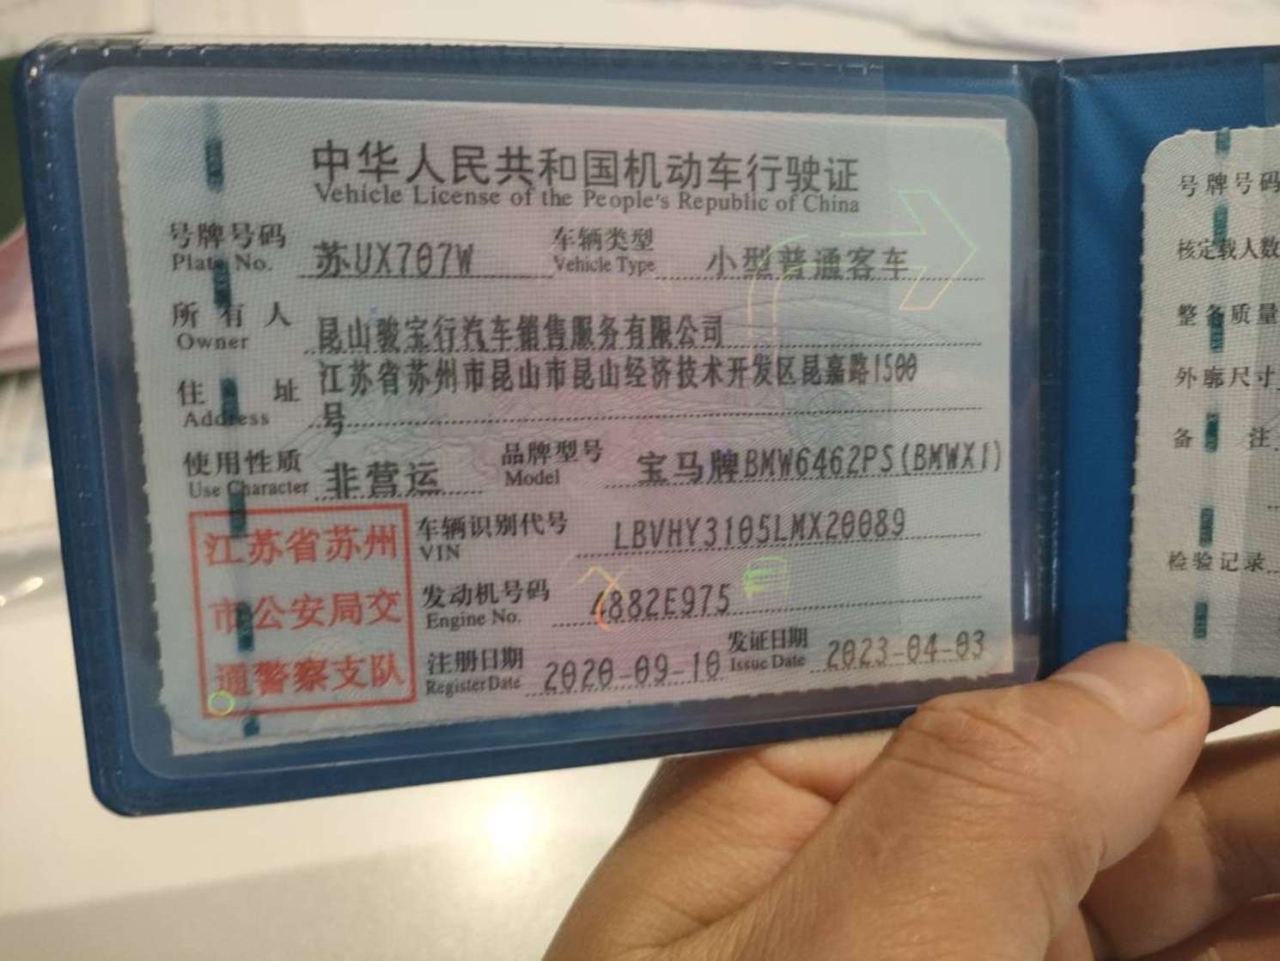 中华人民共和国机动车行驶证
Vehicle License of the People's Republic of China
号牌号码 苏UX707W 车辆类型 小型普通客车
Plate No. Vehicle Type
所有人 昆山骏宝行汽车销售服务有限公司
Owner
住址 江苏省苏州市昆山市昆山经济技术开发区昆嘉路1500
Address 号
使用性质 非营运 品牌型号 宝马牌BMW6462PS(BMWX1)
Use Character Model
江苏省苏州
市公安局交
通警察支队
车辆识别代号 LBVHY3105LMX20089
VIN
发动机号码 4882E975
Engine No.
注册日期 2020-09-10 发证日期 2023-04-03
Register Date Issue Date
号牌号码
核定载人数
整备质量
外廓尺寸
备注
检验记录